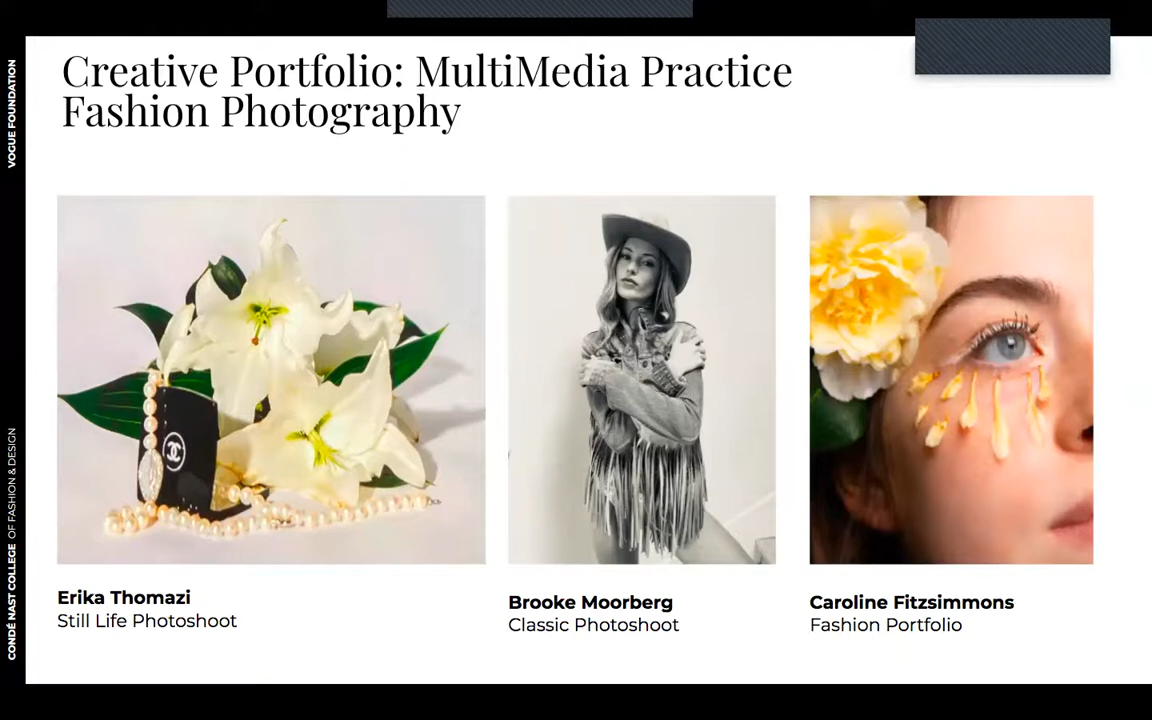 Creative Portfolio: MultiMedia Practice
Fashion Photography
VOGUE FOUNDATION
CONDÉ NAST COLLEGE OF FASHION & DESIGN
Erika Thomazi
Still Life Photoshoot
Brooke Moorberg
Classic Photoshoot
Caroline Fitzsimmons
Fashion Portfolio